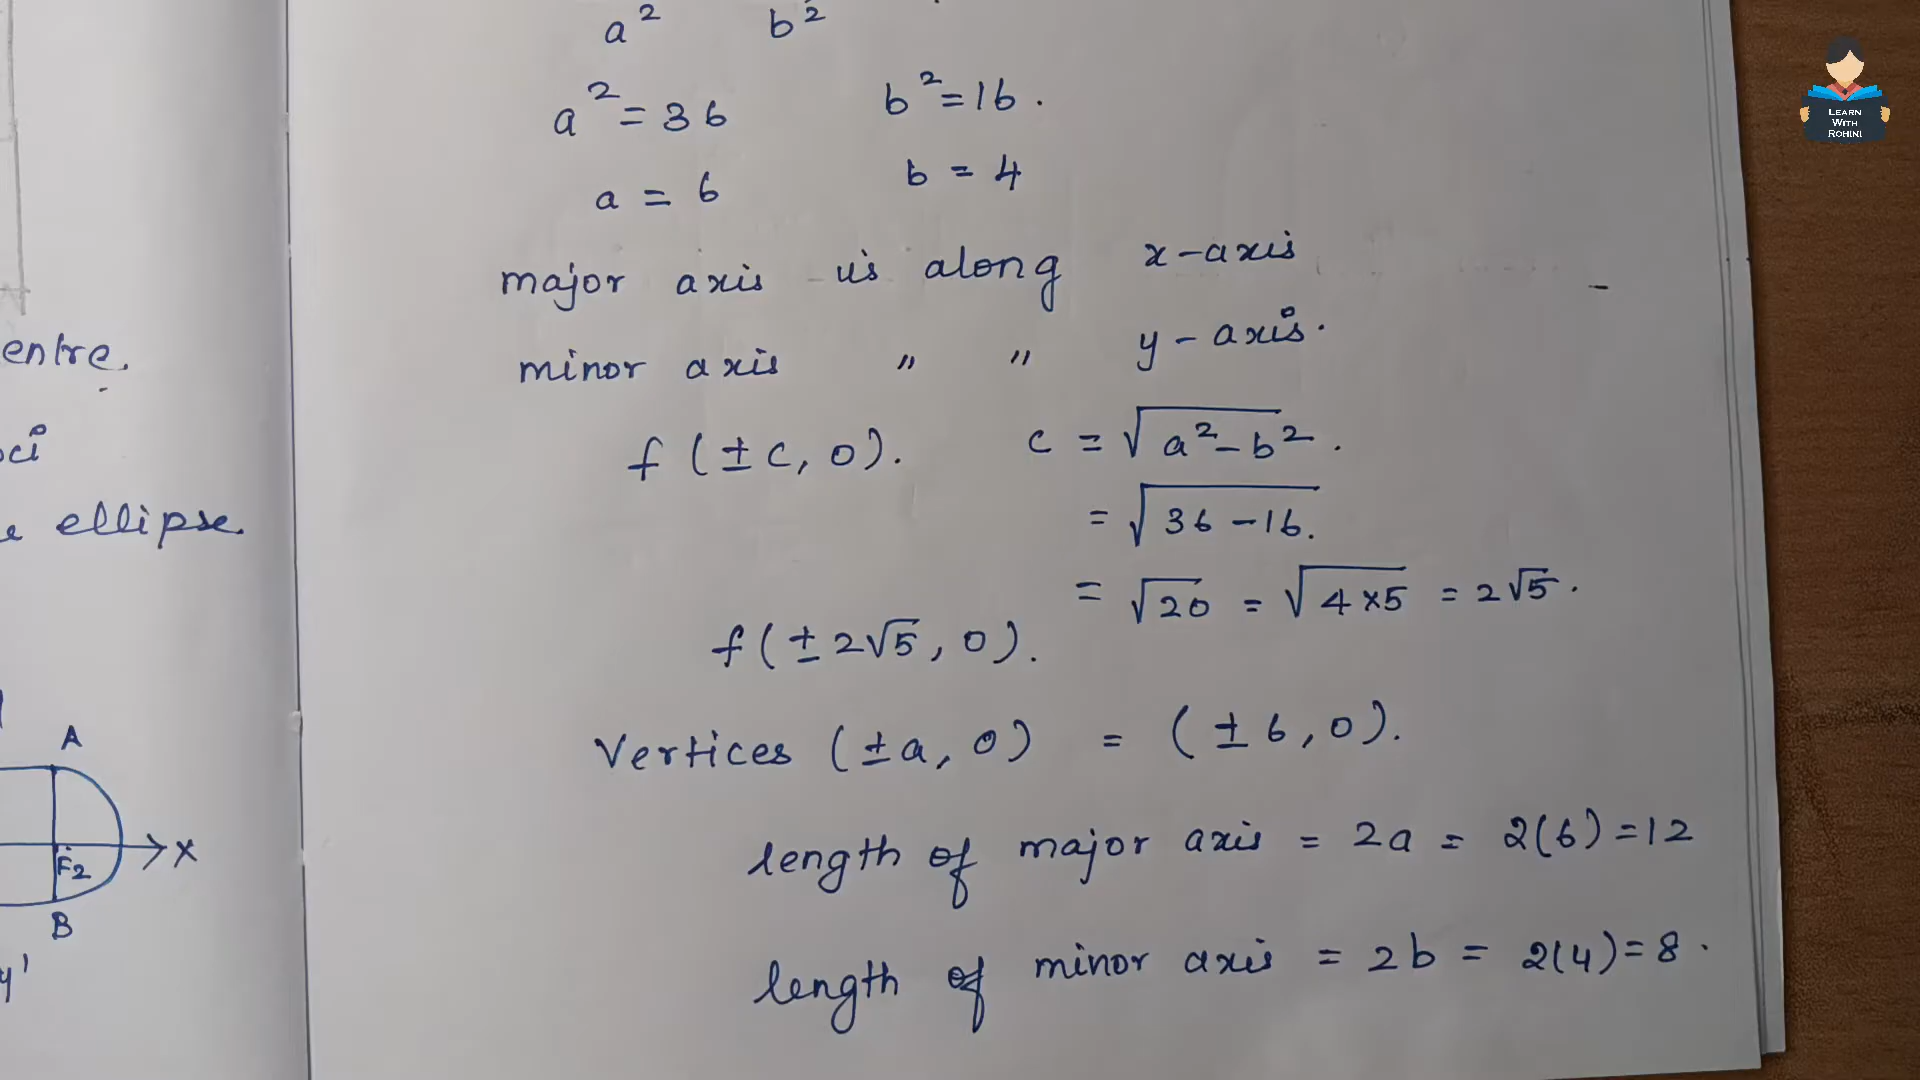 entre.
oci
e ellipse
A
X
F2
B
y'
a² b²
a² = 36 b² = 16.
a = 6 b = 4
major axis is along x-axis
minor axis " " y-axis.
f (±c, 0). c = √a²-b².
= √36-16.
= √20 = √4×5 = 2√5.
f(±2√5, 0).
Vertices (±a, 0) = (±6, 0).
length of major axis = 2a = 2(6) = 12
length of minor axis = 2b = 2(4) = 8.
LEARN
WITH
ROHINI